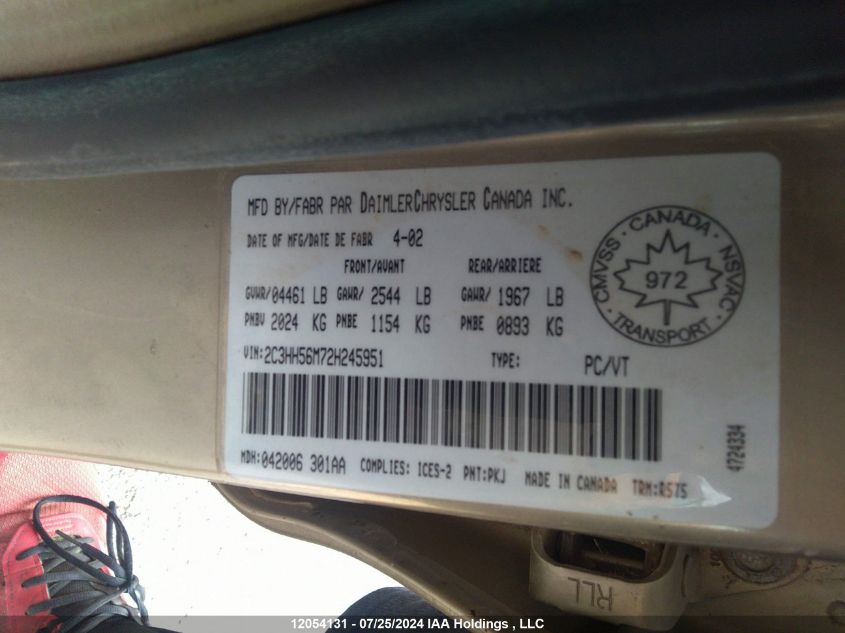 MFD BY/FABR PAR DAIMLERCHRYSLER CANADA INC.
DATE OF MFG/DATE DE FABR 4-02
FRONT/AVANT REAR/ARRIERE
GVWR/04461 LB GAWR/ 2544 LB GAWR/ 1967 LB
PNBV 2024 KG PNBE 1154 KG PNBE 0893 KG
VIN:2C3HH56M72H245951 TYPE: PC/VT
MDH:042006 301AA COMPLIES: ICES-2 PNT:PKJ MADE IN CANADA TRM:R575
4724334
CANADA
CMVSS 972 NSVAC
TRANSPORT
RLL
12054131 - 07/25/2024 IAA Holdings , LLC